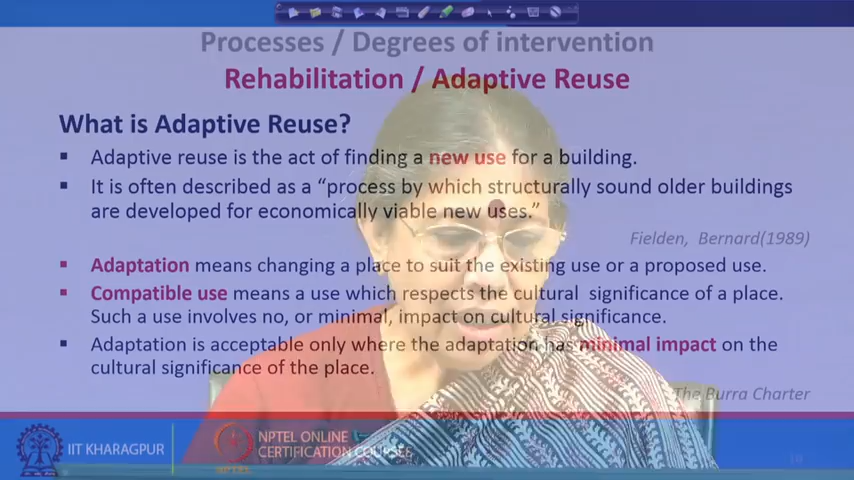 Processes / Degrees of intervention
Rehabilitation / Adaptive Reuse
What is Adaptive Reuse?
▪ Adaptive reuse is the act of finding a new use for a building.
▪ It is often described as a “process by which structurally sound older buildings
are developed for economically viable new uses.”
Fielden, Bernard(1989)
▪ Adaptation means changing a place to suit the existing use or a proposed use.
▪ Compatible use means a use which respects the cultural significance of a place.
Such a use involves no, or minimal, impact on cultural significance.
▪ Adaptation is acceptable only where the adaptation has minimal impact on the
cultural significance of the place.
The Burra Charter
IIT KHARAGPUR
NPTEL ONLINE
CERTIFICATION COURSES